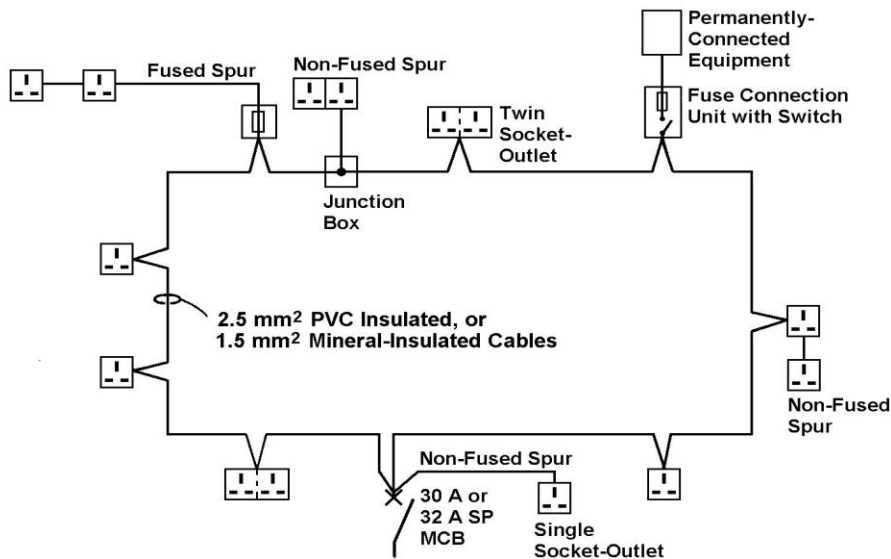 Permanently-
Connected
Equipment
Fused Spur
Non-Fused Spur
Twin
Socket-
Outlet
Fuse Connection
Unit with Switch
Junction
Box
2.5 mm² PVC Insulated, or
1.5 mm² Mineral-Insulated Cables
Non-Fused
Spur
Non-Fused Spur
30 A or
32 A SP
MCB
Single
Socket-Outlet